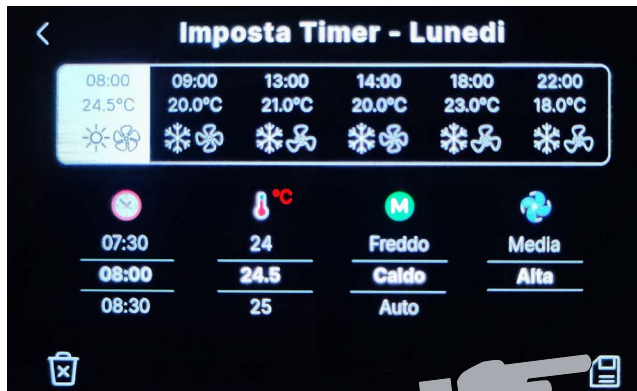 Imposta Timer - Lunedi
08:00 09:00 13:00 14:00 18:00 22:00
24.5°C 20.0°C 21.0°C 20.0°C 23.0°C 18.0°C
°C M
07:30 24 Freddo Media
08:00 24.5 Caldo Alta
08:30 25 Auto